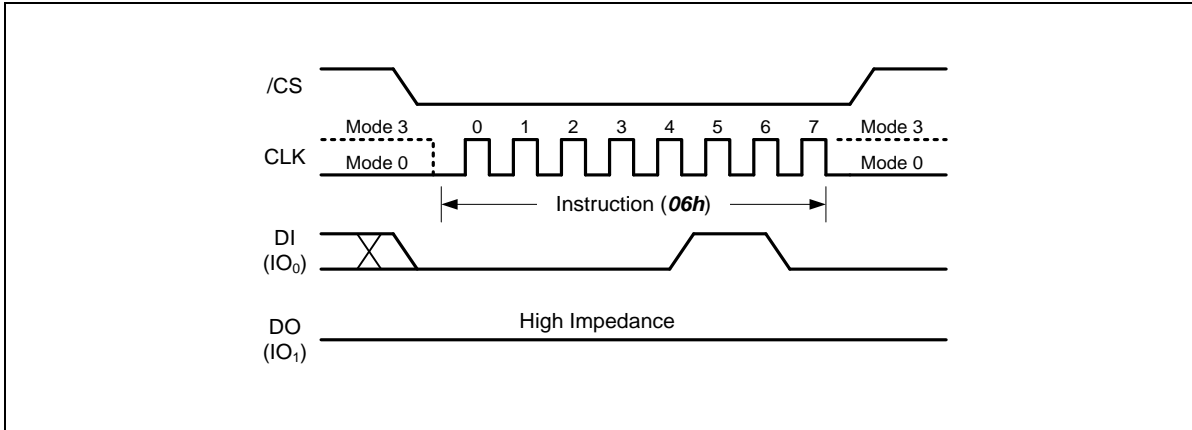 /CS
Mode 3 0 1 2 3 4 5 6 7 Mode 3
CLK
Mode 0 Mode 0
Instruction (06h)
DI
(IO₀)
High Impedance
DO
(IO₁)